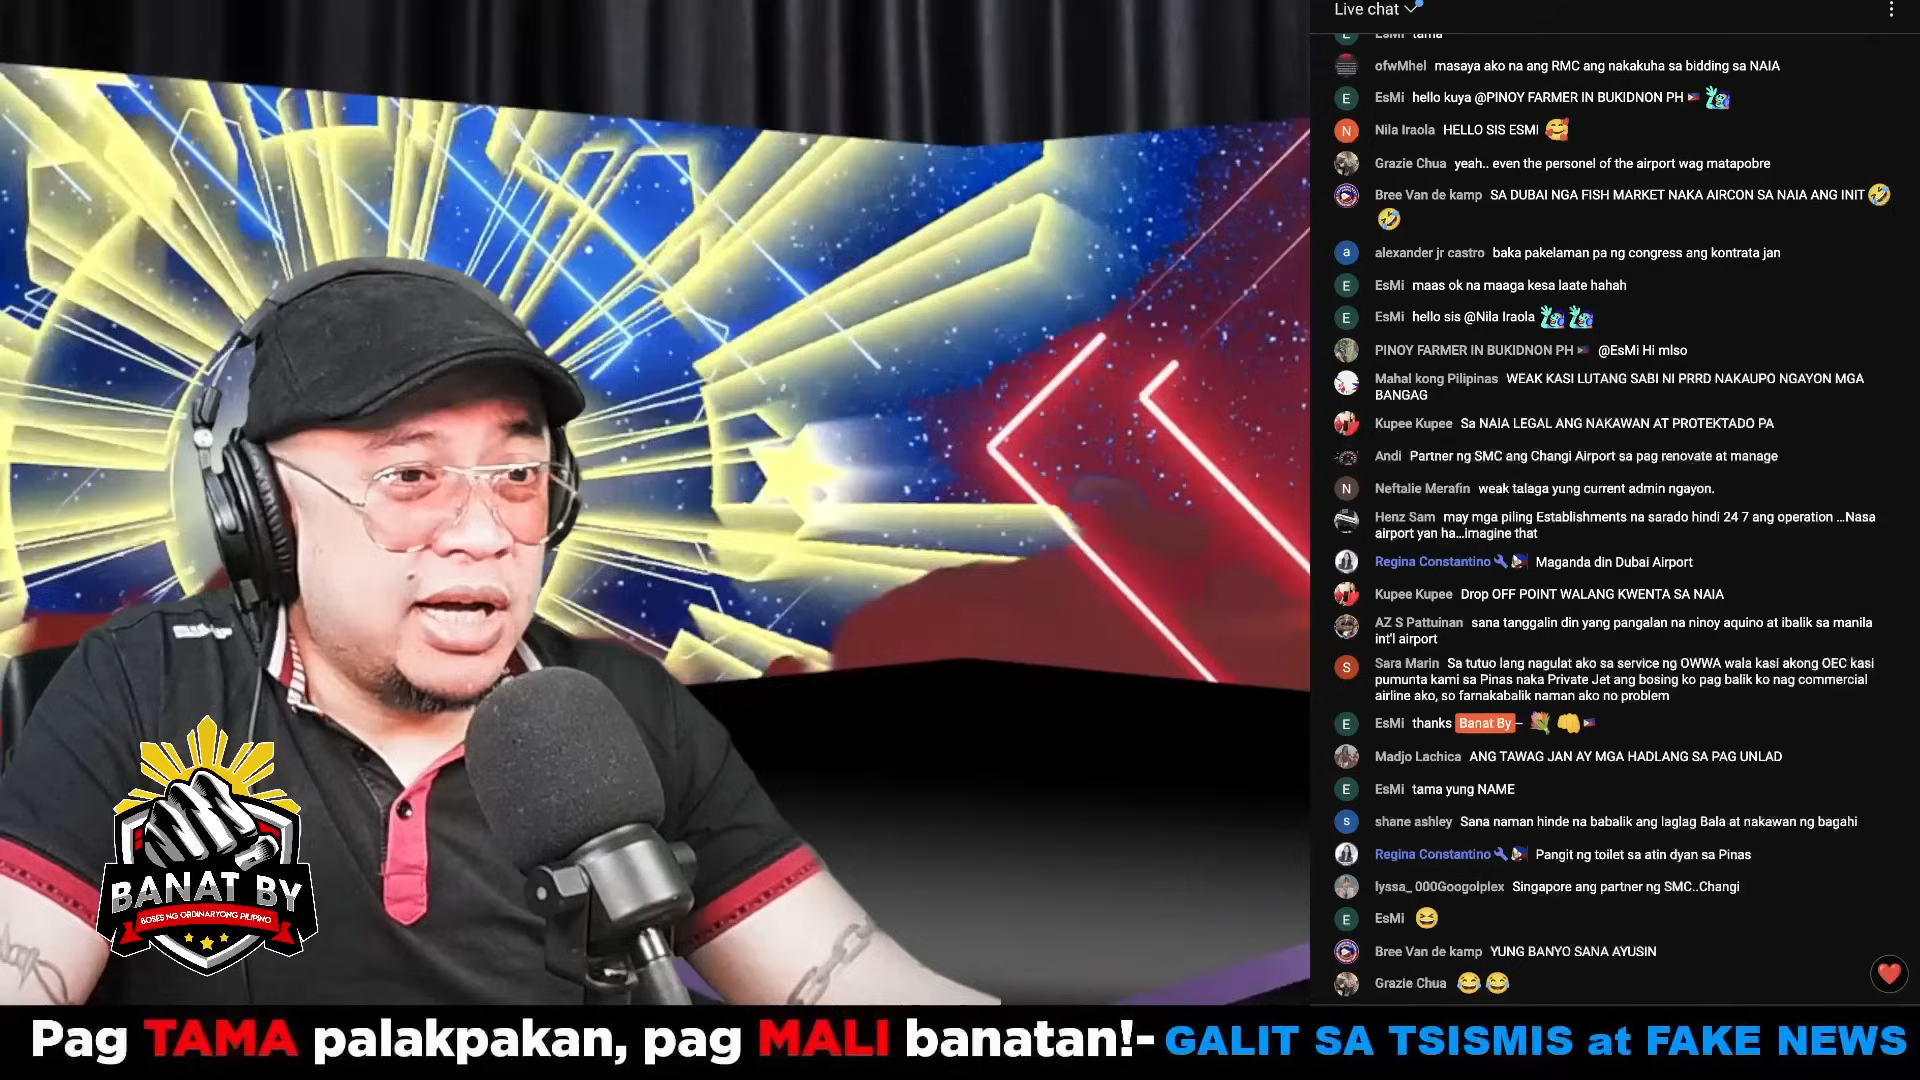 Live chat
EsMi tama
ofwMhel masaya ako na ang RMC ang nakakuha sa bidding sa NAIA
EsMi hello kuya @PINOY FARMER IN BUKIDNON PH
Nila Iraola HELLO SIS ESMI
Grazie Chua yeah.. even the personel of the airport wag matapobre
Bree Van de kamp SA DUBAI NGA FISH MARKET NAKA AIRCON SA NAIA ANG INIT
alexander jr castro baka pakelaman pa ng congress ang kontrata jan
EsMi maas ok na maaga kesa laate hahah
EsMi hello sis @Nila Iraola
PINOY FARMER IN BUKIDNON PH @EsMi Hi mlso
Mahal kong Pilipinas WEAK KASI LUTANG SABI NI PRRD NAKAUPO NGAYON MGA
BANGAG
Kupee Kupee Sa NAIA LEGAL ANG NAKAWAN AT PROTEKTADO PA
Andi Partner ng SMC ang Changi Airport sa pag renovate at manage
Neftalie Merafin weak talaga yung current admin ngayon.
Henz Sam may mga piling Establishments na sarado hindi 24 7 ang operation ...Nasa
airport yan ha...imagine that
Regina Constantino Maganda din Dubai Airport
Kupee Kupee Drop OFF POINT WALANG KWENTA SA NAIA
AZ S Pattuinan sana tanggalin din yang pangalan na ninoy aquino at ibalik sa manila
int'l airport
Sara Marin Sa tutuo lang nagulat ako sa service ng OWWA wala kasi akong OEC kasi
pumunta kami sa Pinas naka Private Jet ang bosing ko pag balik ko nag commercial
airline ako, so farnakabalik naman ako no problem
EsMi thanks Banat By–
Madjo Lachica ANG TAWAG JAN AY MGA HADLANG SA PAG UNLAD
EsMi tama yung NAME
shane ashley Sana naman hinde na babalik ang laglag Bala at nakawan ng bagahi
Regina Constantino Pangit ng toilet sa atin dyan sa Pinas
lyssa_ 000Googolplex Singapore ang partner ng SMC..Changi
EsMi
Bree Van de kamp YUNG BANYO SANA AYUSIN
Grazie Chua
BANAT BY
BOSES NG ORDINARYONG PILIPINO
Pag TAMA palakpakan, pag MALI banatan!- GALIT SA TSISMIS at FAKE NEWS